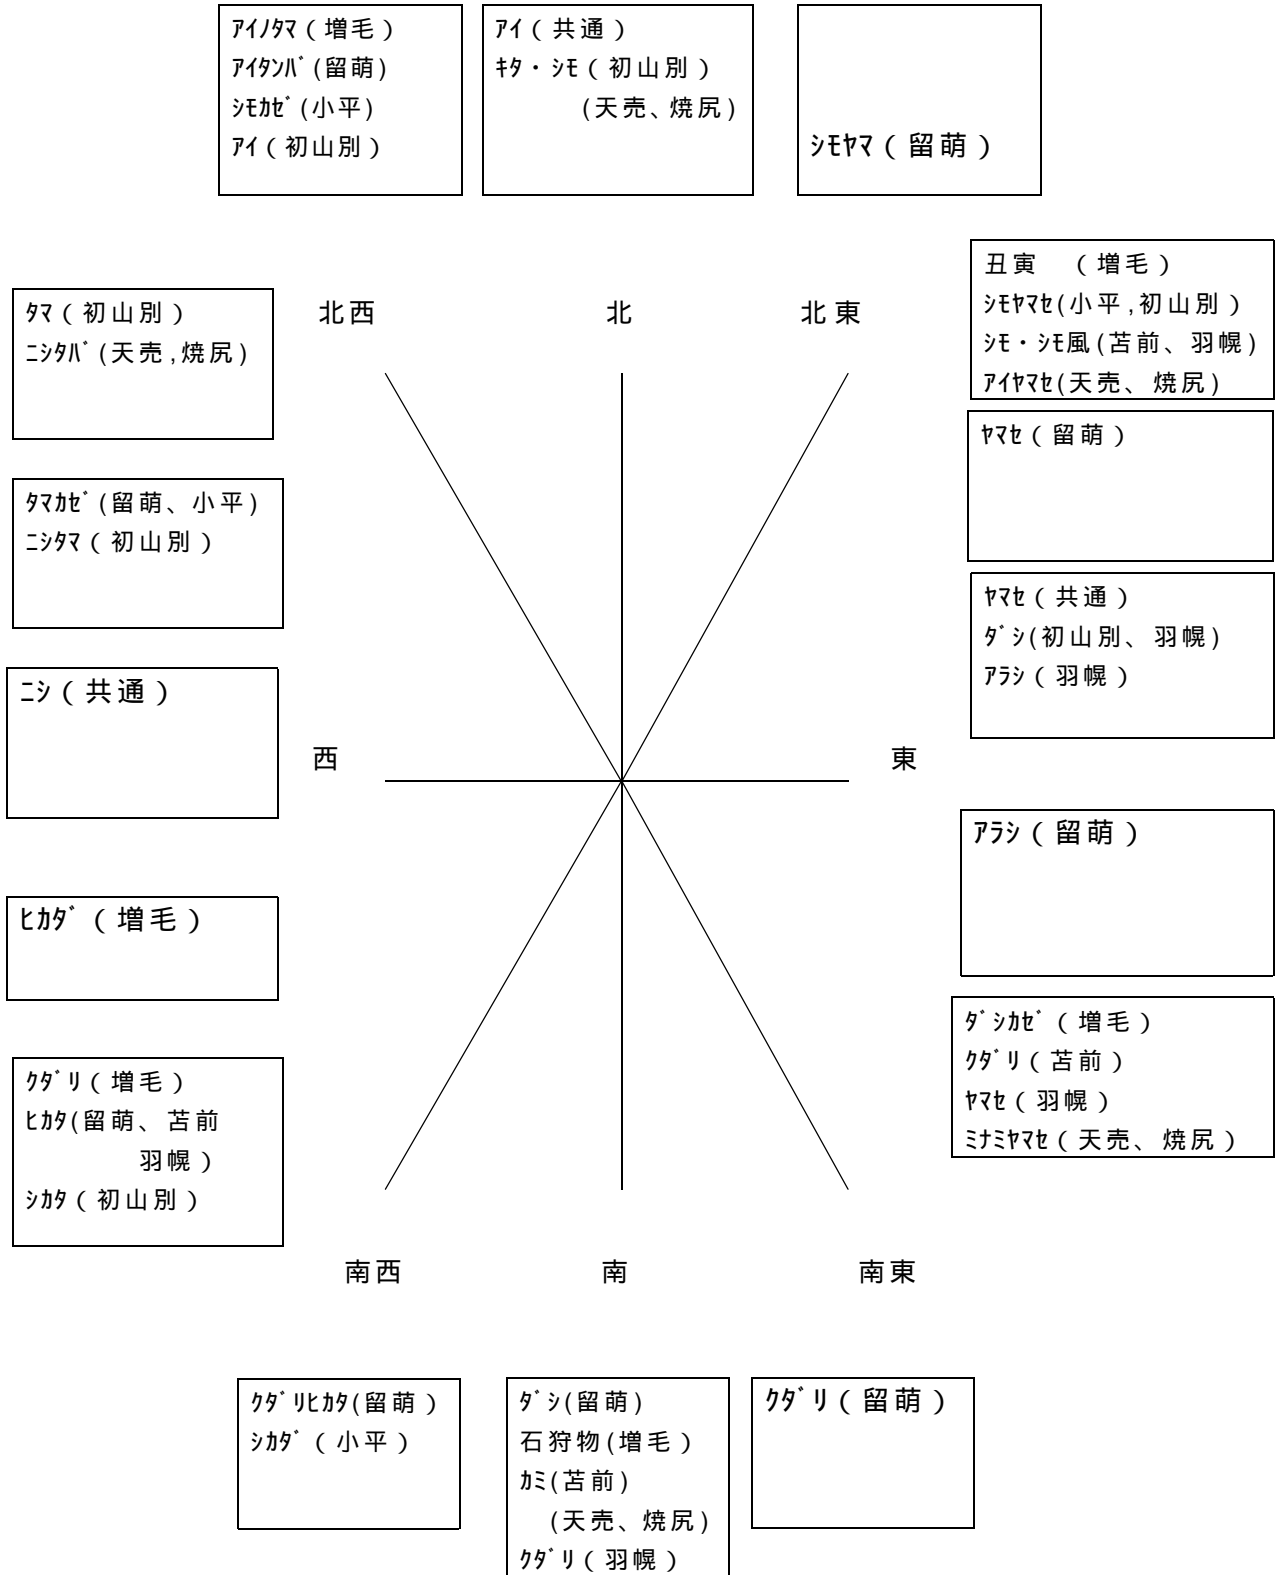 ｱｲﾉﾀﾏ（増毛）
ｱｲﾀﾝﾊﾞ(留萌)
ｼﾓｶｾﾞ(小平)
ｱｲ（初山別）
ｱｲ（共通）
ｷﾀ・ｼﾓ（初山別）
(天売、焼尻)
ｼﾓﾔﾏ（留萌）
丑寅　（増毛）
ｼﾓﾔﾏｾ(小平,初山別）
ｼﾓ・ｼﾓ風(苫前、羽幌)
ｱｲﾔﾏｾ(天売、焼尻)
北西
北
北東
ﾀﾏ（初山別）
ﾆｼﾀﾊﾞ(天売,焼尻)
ﾔﾏｾ（留萌）
ﾀﾏｶｾﾞ(留萌、小平)
ﾆｼﾀﾏ（初山別）
ﾔﾏｾ（共通）
ﾀﾞｼ(初山別、羽幌)
ｱﾗｼ（羽幌）
ﾆｼ（共通）
西
東
ｱﾗｼ（留萌）
ﾋｶﾀﾞ（増毛）
ﾀﾞｼｶｾﾞ（増毛）
ｸﾀﾞﾘ（苫前）
ﾔﾏｾ（羽幌）
ﾐﾅﾐﾔﾏｾ（天売、焼尻）
ｸﾀﾞﾘ（増毛）
ﾋｶﾀ(留萌、苫前
羽幌）
ｼｶﾀ（初山別）
南西
南
南東
ｸﾀﾞﾘﾋｶﾀ(留萌）
ｼｶﾀﾞ（小平）
ﾀﾞｼ(留萌)
石狩物(増毛）
ｶﾐ(苫前)
(天売、焼尻)
ｸﾀﾞﾘ（羽幌）
ｸﾀﾞﾘ（留萌）